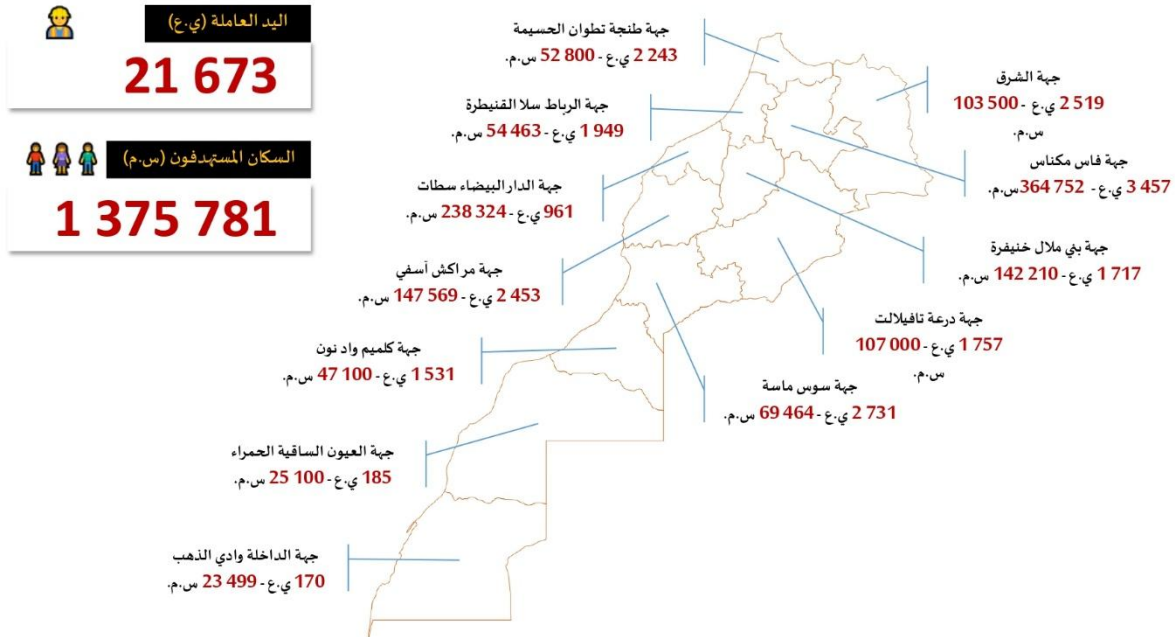 اليد العاملة (ي.ع)
21 673
السكان المستهدفون (س.م)
1 375 781
جهة طنجة تطوان الحسيمة
2 243 ي.ع - 52 800 س.م.
جهة الشرق
2 519 ي.ع - 103 500
س.م.
جهة الرباط سلا القنيطرة
1 949 ي.ع - 54 463 س.م.
جهة فاس مكناس
3 457 ي.ع - 364 752س.م.
جهة الدار البيضاء سطات
961 ي.ع - 238 324 س.م.
جهة بني ملال خنيفرة
1 717 ي.ع - 142 210 س.م.
جهة مراكش آسفي
2 453 ي.ع - 147 569 س.م.
جهة درعة تافيلالت
1 757 ي.ع - 107 000
س.م.
جهة كلميم واد نون
1 531 ي.ع - 47 100 س.م.
جهة سوس ماسة
2 731 ي.ع - 69 464 س.م.
جهة العيون الساقية الحمراء
185 ي.ع - 25 100 س.م.
جهة الداخلة وادي الذهب
170 ي.ع - 23 499 س.م.